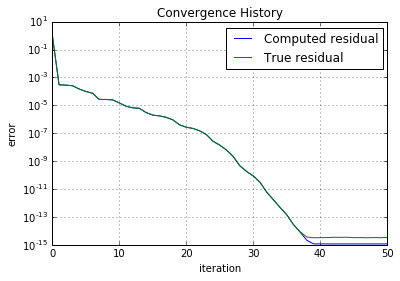 Convergence History
Computed residual
True residual
error
10^1
10^-1
10^-3
10^-5
10^-7
10^-9
10^-11
10^-13
10^-15
0 10 20 30 40 50
iteration